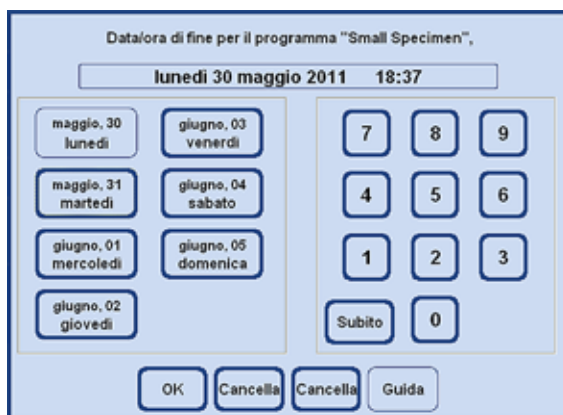 Data/ora di fine per il programma "Small Specimen",
lunedì 30 maggio 2011 18:37
maggio, 30
lunedì
giugno, 03
venerdì
maggio, 31
martedì
giugno, 04
sabato
giugno, 01
mercoledì
giugno, 05
domenica
giugno, 02
giovedì
7 8 9
4 5 6
1 2 3
Subito 0
OK Cancella Cancella Guida